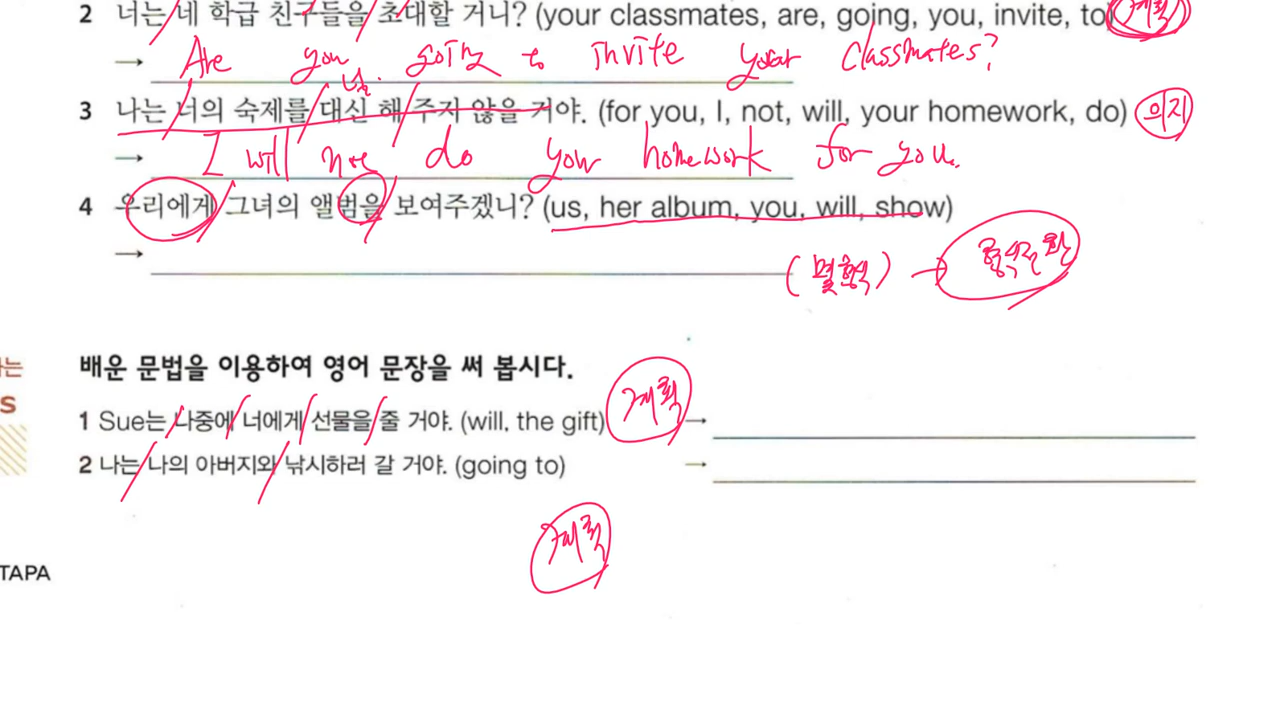 2 너는 네 학급 친구들을 초대할 거니? (your classmates, are, going, you, invite, to) 계획
→ Are you going to invite your classmates?
3 나는 너의 숙제를 대신 해 주지 않을 거야. (for you, I, not, will, your homework, do) 의지
→ I will not do your homework for you.
4 우리에게 그녀의 앨범을 보여주겠니? (us, her album, you, will, show)
→
배운 문법을 이용하여 영어 문장을 써 봅시다.
는
S
1 Sue는 나중에 너에게 선물을 줄 거야. (will, the gift) 계획 →
2 나는 나의 아버지와 낚시하러 갈 거야. (going to) →
계획
TAPA